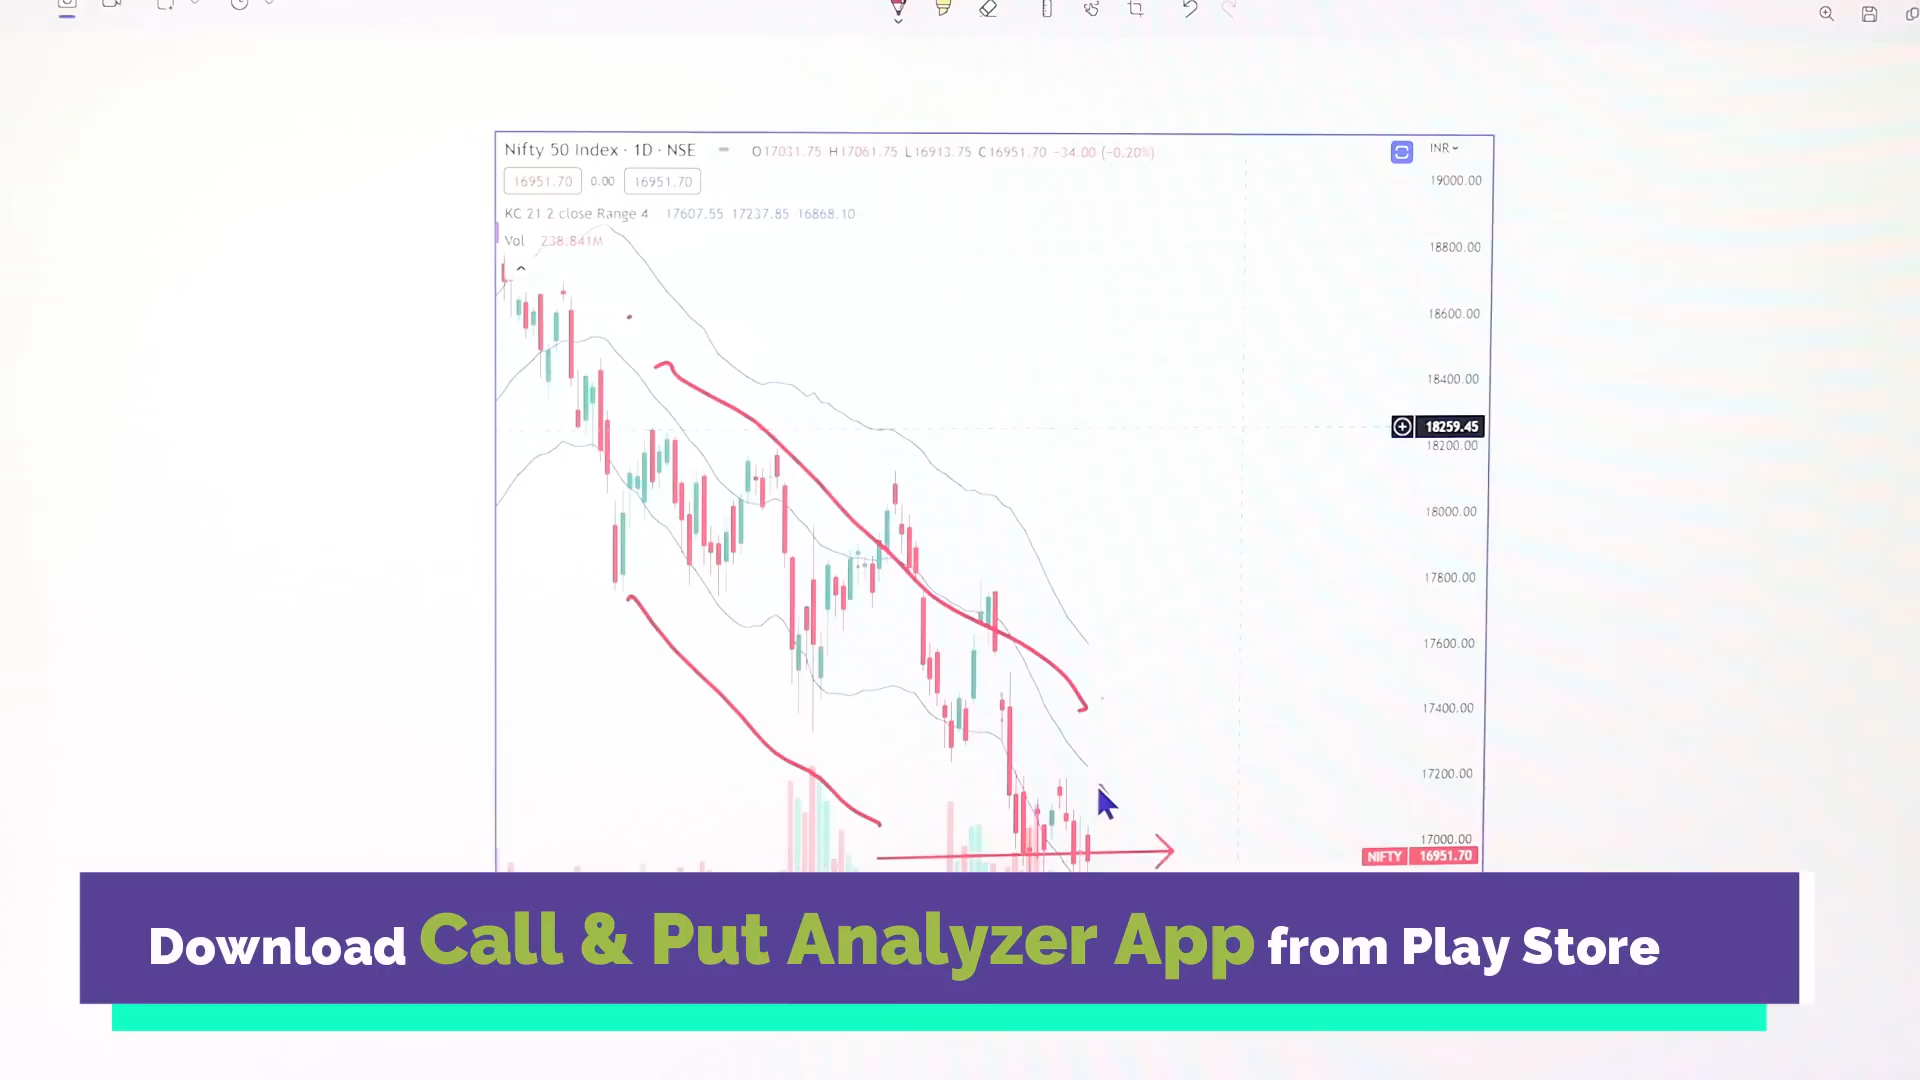 Nifty 50 Index · 1D · NSE
O17031.75 H17061.75 L16913.75 C16951.70 −34.00 (−0.20%)
INR
16951.70 0.00 16951.70
KC 21 2 close Range 4 17607.55 17237.85 16868.10
Vol 238.841M
19000.00
18800.00
18600.00
18400.00
18259.45
18200.00
18000.00
17800.00
17600.00
17400.00
17200.00
17000.00
NIFTY 16951.70
Download Call & Put Analyzer App from Play Store